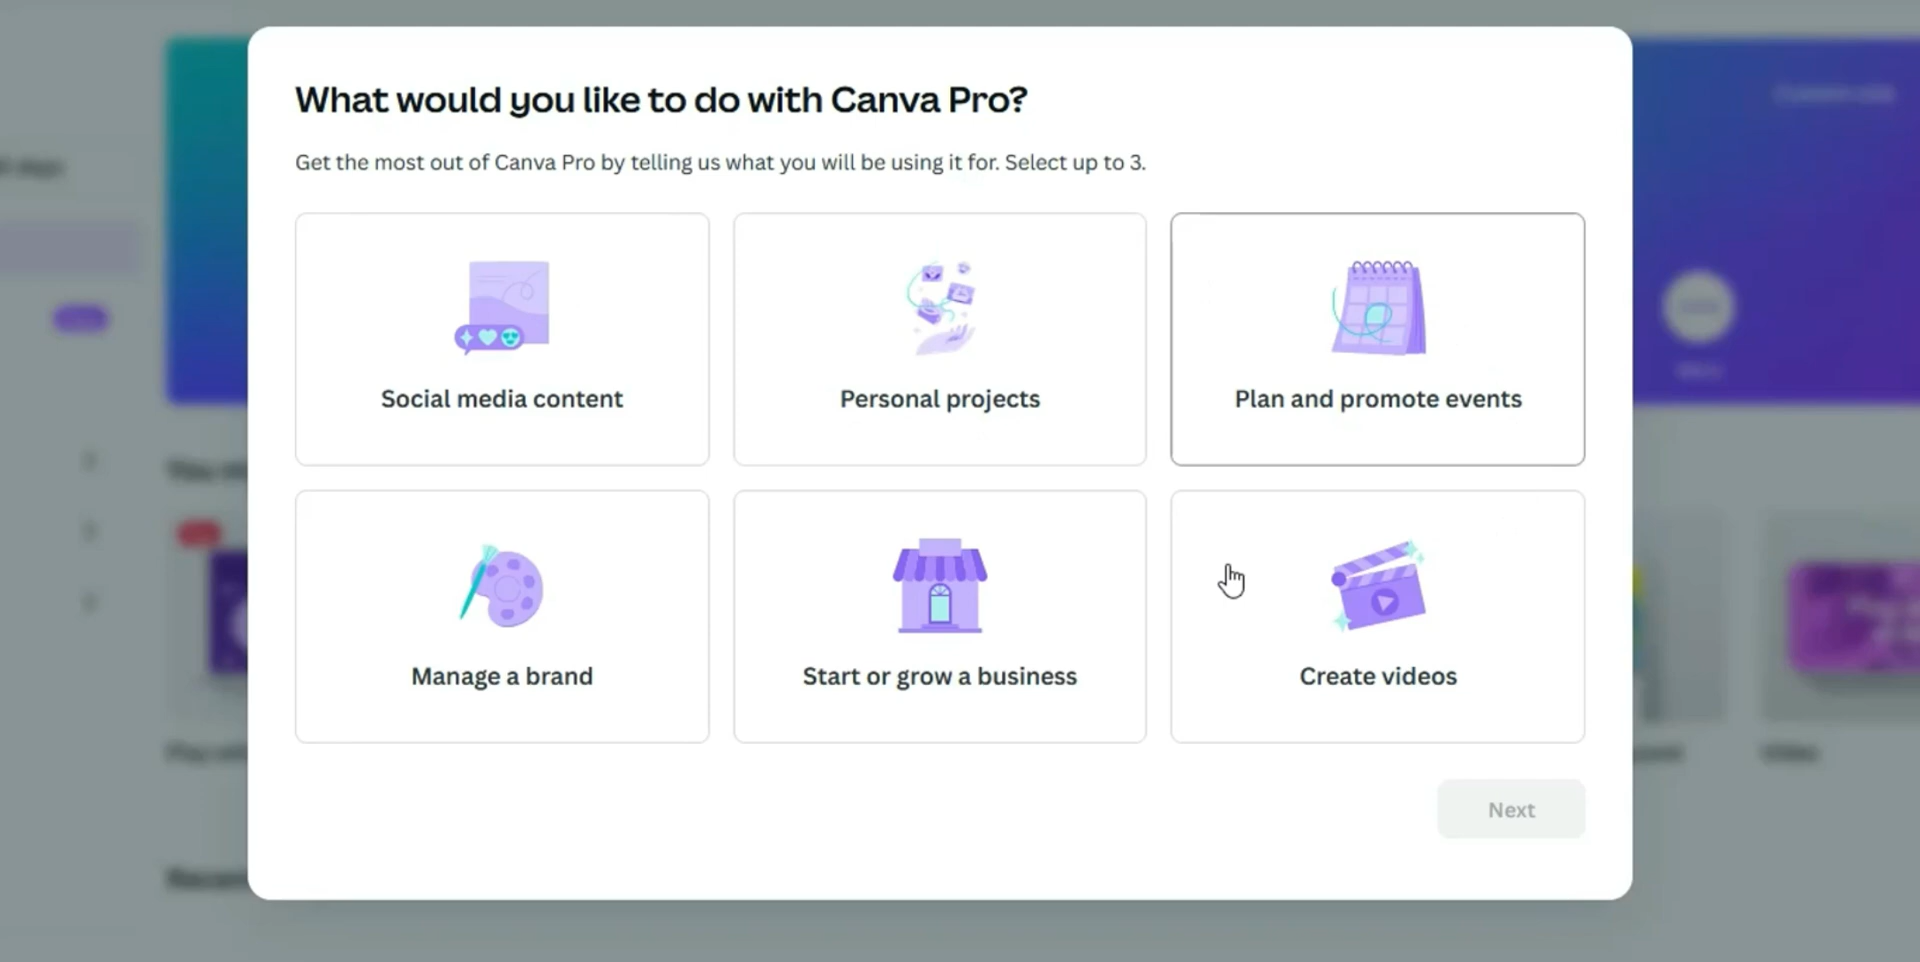 What would you like to do with Canva Pro?
Get the most out of Canva Pro by telling us what you will be using it for. Select up to 3.
Social media content
Personal projects
Plan and promote events
Manage a brand
Start or grow a business
Create videos
Next